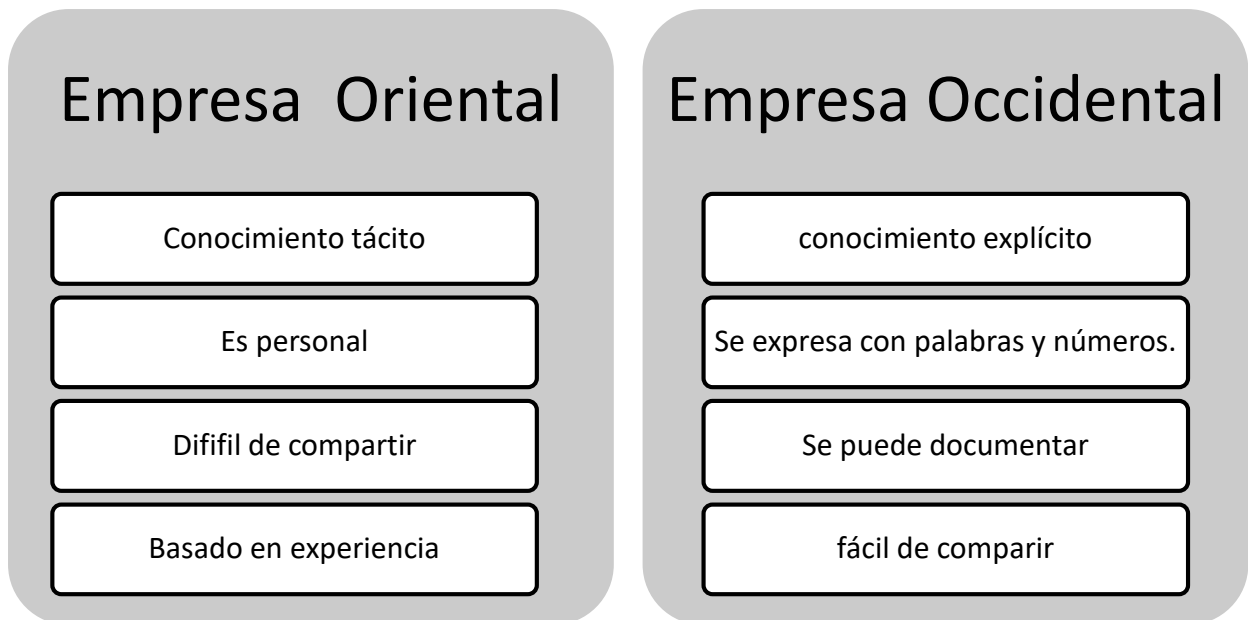 Empresa  Oriental
Conocimiento tácito
Es personal
Dififil de compartir
Basado en experiencia
Empresa Occidental
conocimiento explícito
Se expresa con palabras y números.
Se puede documentar
fácil de comparir